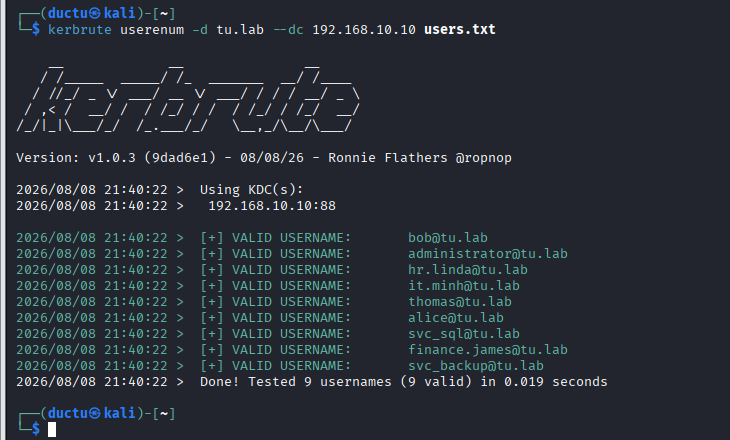 ┌──(ductu㉿kali)-[~]
└─$ kerbrute userenum -d tu.lab --dc 192.168.10.10 users.txt
    __             __               __
   / /_____  _____/ /_  _______  __/ /____
  / //_/ _ \/ ___/ __ \/ ___/ / / / __/ _ \
 / ,< /  __/ /  / /_/ / /  / /_/ / /_/  __/
/_/|_|\___/_/  /_.___/_/   \__,_/\__/\___/
Version: v1.0.3 (9dad6e1) - 08/08/26 - Ronnie Flathers @ropnop
2026/08/08 21:40:22 >  Using KDC(s):
2026/08/08 21:40:22 >   192.168.10.10:88
2026/08/08 21:40:22 >  [+] VALID USERNAME:       bob@tu.lab
2026/08/08 21:40:22 >  [+] VALID USERNAME:       administrator@tu.lab
2026/08/08 21:40:22 >  [+] VALID USERNAME:       hr.linda@tu.lab
2026/08/08 21:40:22 >  [+] VALID USERNAME:       it.minh@tu.lab
2026/08/08 21:40:22 >  [+] VALID USERNAME:       thomas@tu.lab
2026/08/08 21:40:22 >  [+] VALID USERNAME:       alice@tu.lab
2026/08/08 21:40:22 >  [+] VALID USERNAME:       svc_sql@tu.lab
2026/08/08 21:40:22 >  [+] VALID USERNAME:       finance.james@tu.lab
2026/08/08 21:40:22 >  [+] VALID USERNAME:       svc_backup@tu.lab
2026/08/08 21:40:22 >  Done! Tested 9 usernames (9 valid) in 0.019 seconds
┌──(ductu㉿kali)-[~]
└─$